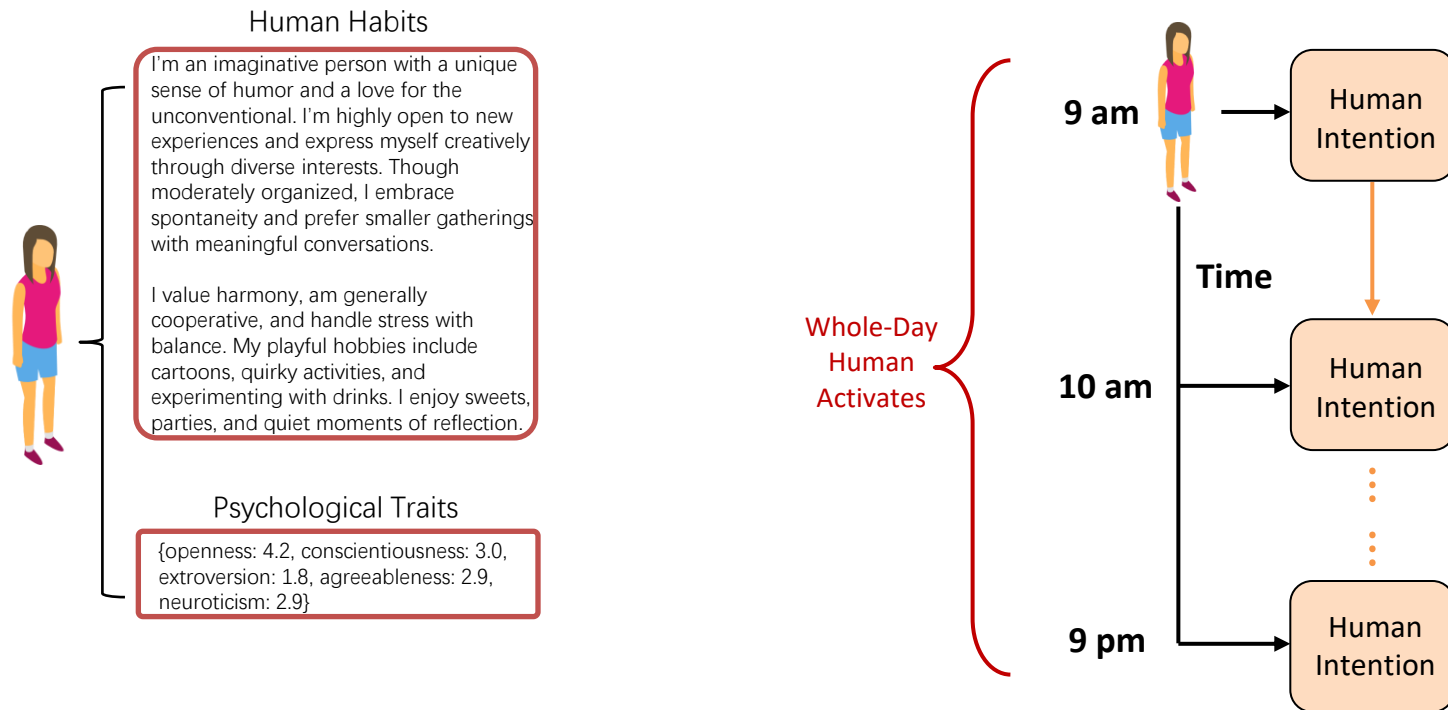 Human Habits
I'm an imaginative person with a unique
sense of humor and a love for the
unconventional. I'm highly open to new
experiences and express myself creatively
through diverse interests. Though
moderately organized, I embrace
spontaneity and prefer smaller gatherings
with meaningful conversations.
I value harmony, am generally
cooperative, and handle stress with
balance. My playful hobbies include
cartoons, quirky activities, and
experimenting with drinks. I enjoy sweets,
parties, and quiet moments of reflection.
Psychological Traits
{openness: 4.2, conscientiousness: 3.0,
extroversion: 1.8, agreeableness: 2.9,
neuroticism: 2.9}
Whole-Day
Human
Activates
9 am
Human
Intention
Time
10 am
Human
Intention
9 pm
Human
Intention